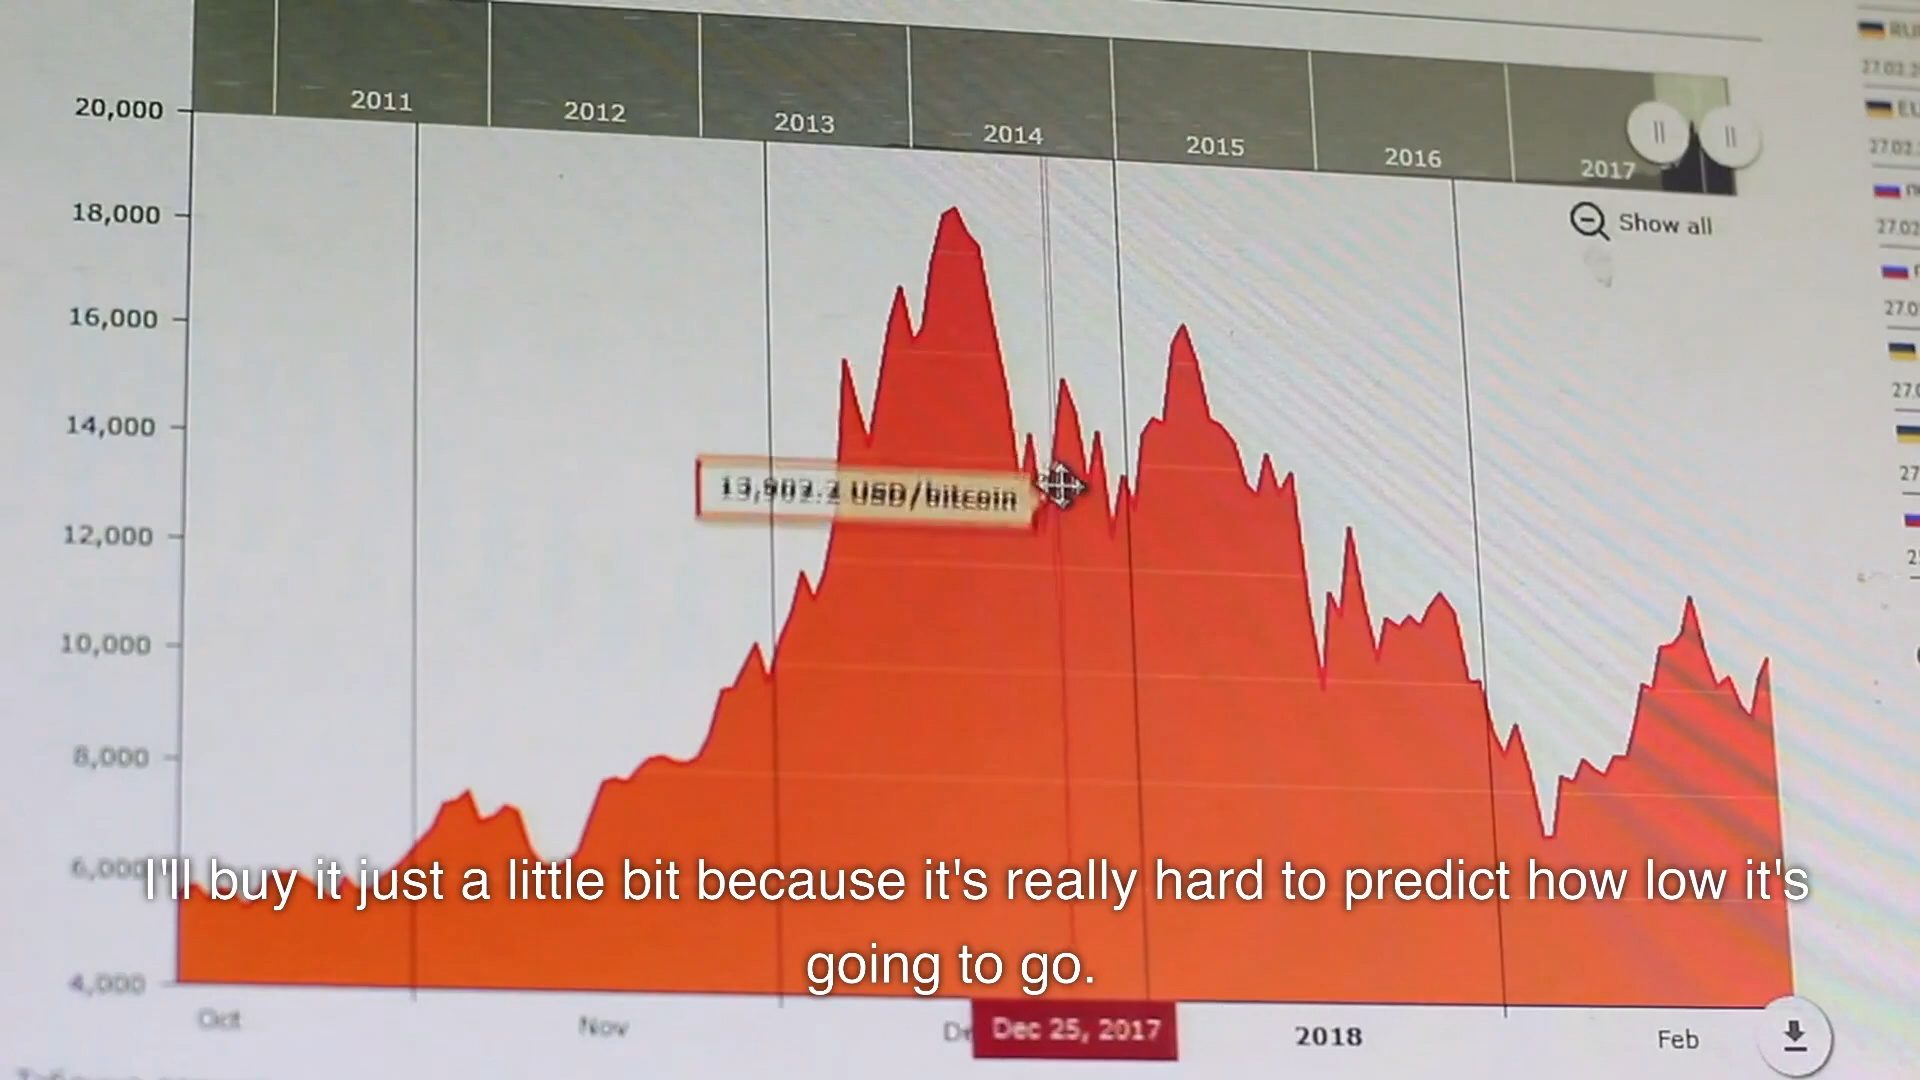 2011
2012
2013
2014
2015
2016
2017
20,000
18,000
Show all
16,000
14,000
USD/bitcoin
12,000
10,000
8,000
6,000
I'll buy it just a little bit because it's really hard to predict how low it's
going to go.
4,000
Oct
Nov
Dec 25, 2017
2018
Feb